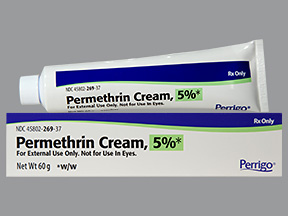 Rx Only
NDC 45802-269-37
Permethrin Cream, 5%*
For External Use Only. Not for Use In Eyes.
Rx Only
NDC 45802-269-37
Permethrin Cream, 5%*
For External Use Only. Not for Use In Eyes.
Net Wt 60 g *w/w
Perrigo®